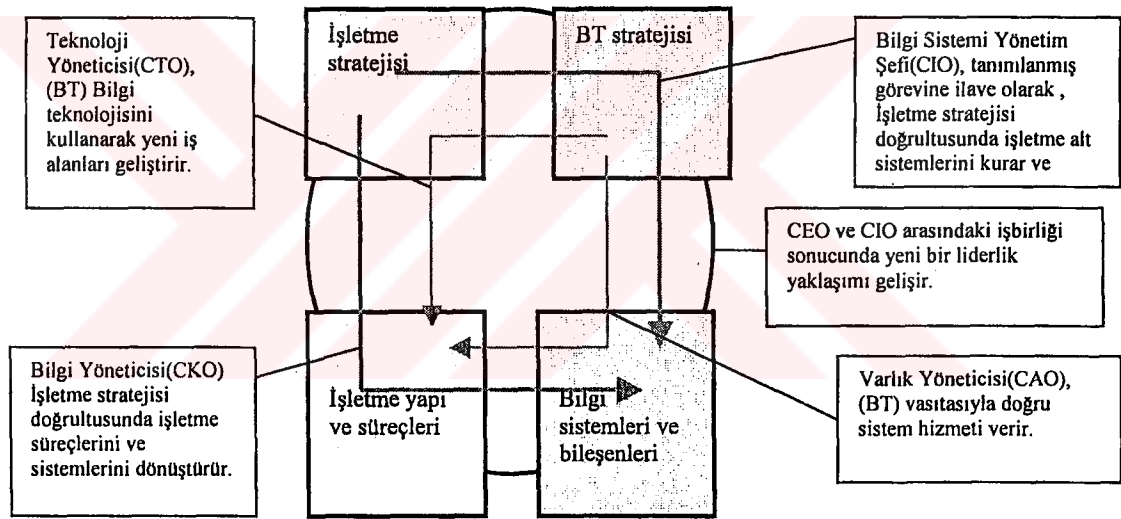 Teknoloji
Yöneticisi(CTO),
(BT) Bilgi
teknolojisini
kullanarak yeni iş
alanları geliştirir.
İşletme
stratejisi
BT stratejisi
Bilgi Sistemi Yönetim
Şefi(CIO), tanınılanmış
görevine ilave olarak ,
İşletme stratejisi
doğrultusunda işletme alt
sistemlerini kurar ve
CEO ve CIO arasındaki işbirliği
sonucunda yeni bir liderlik
yaklaşımı gelişir.
Bilgi Yöneticisi(CKO)
İşletme stratejisi
doğrultusunda işletme
süreçlerini ve
sistemlerini dönüştürür.
İşletme yapı
ve süreçleri
Bilgi
sistemleri ve
bileşenleri
Varlık Yöneticisi(CAO),
(BT) vasıtasıyla doğru
sistem hizmeti verir.